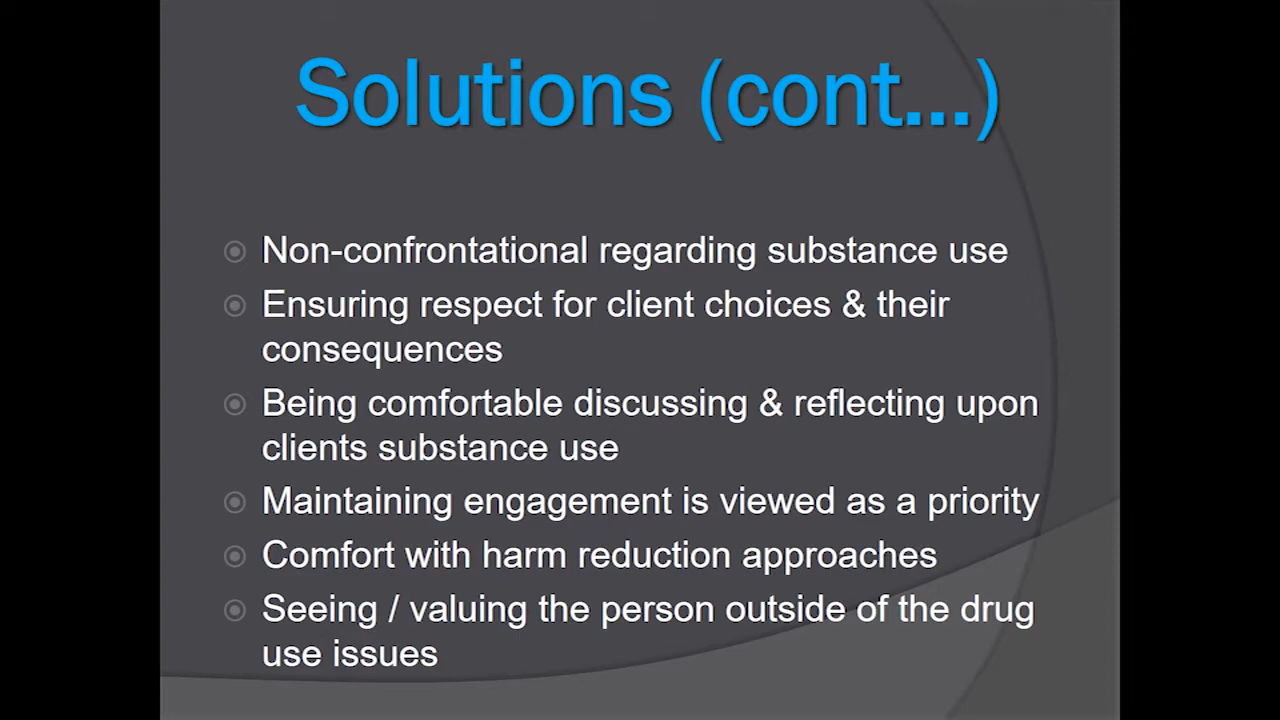 Solutions (cont...)
Non-confrontational regarding substance use
Ensuring respect for client choices & their
consequences
Being comfortable discussing & reflecting upon
clients substance use
Maintaining engagement is viewed as a priority
Comfort with harm reduction approaches
Seeing / valuing the person outside of the drug
use issues